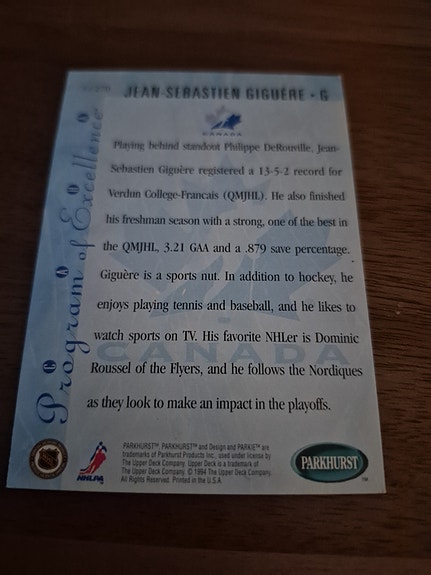 JEAN-SEBASTIEN GIGUÈRE - G
CANADA
Playing behind standout Philippe DeRouville, Jean-
Sebastien Giguère registered a 13-5-2 record for
Verdun College-Francais (QMJHL). He also finished
his freshman season with a strong, one of the best in
the QMJHL, 3.21 GAA and a .879 save percentage.
Giguère is a sports nut. In addition to hockey, he
enjoys playing tennis and baseball, and he likes to
watch sports on TV. His favorite NHLer is Dominic
Roussel of the Flyers, and he follows the Nordiques
as they look to make an impact in the playoffs.
CANADA
Program of Excellence
NHLPA
PARKHURST™, PARKHURST™ and Design and PARKIE™ are
trademarks of Parkhurst Products Inc., used under license by
The Upper Deck Company. Upper Deck is a trademark of
The Upper Deck Company. © 1994 The Upper Deck Company.
All Rights Reserved. Printed in the U.S.A.
PARKHURST
TM